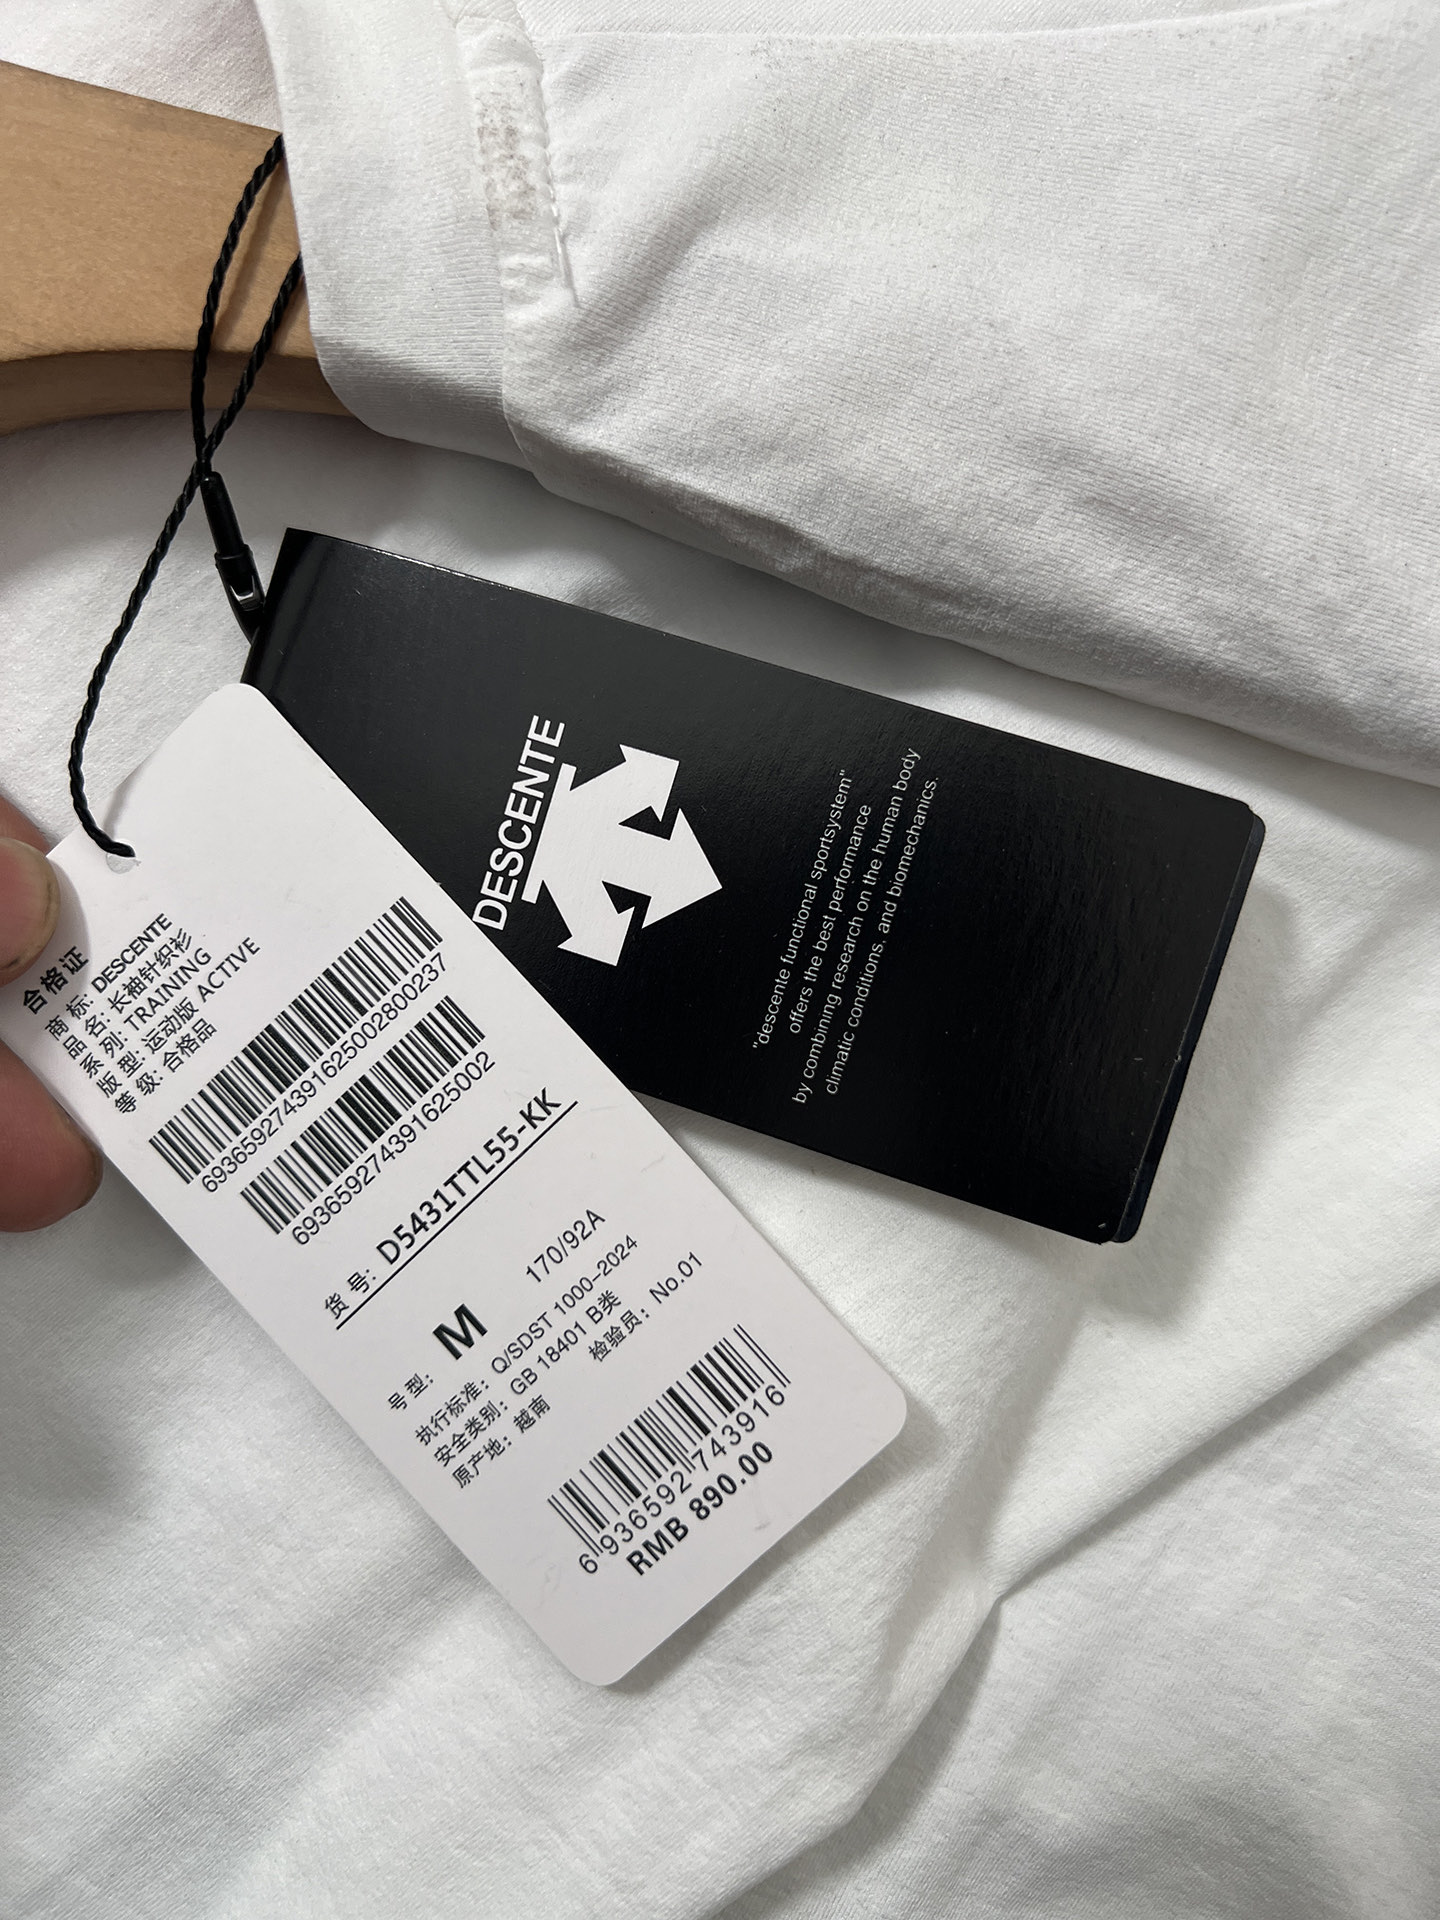 合格证
商 标: DESCENTE
品 名: 长袖针织衫
系 列: TRAINING
版 型: 运动版 ACTIVE
等 级: 合格品
693659274391625002800237
693659274391625002
货 号: D5431TTL55-KK
号 型: M 170/92A
执行标准: Q/SDST 1000-2024
安全类别: GB 18401 B类
原产地: 越南 检验员: No.01
6 936592 743916
RMB 890.00
DESCENTE
"descente functional sportsystem"
offers the best performance
by combining research on the human body
climatic conditions, and biomechanics.